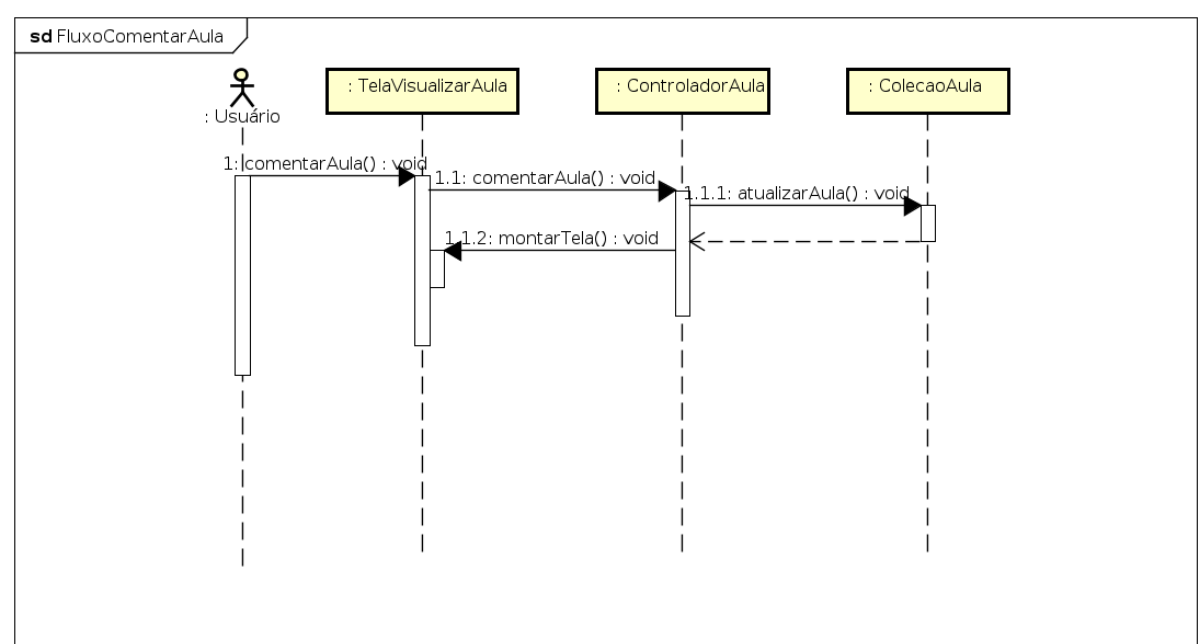 sd FluxoComentarAula
: Usuário
: TelaVisualizarAula
: ControladorAula
: ColecaoAula
1: comentarAula() : void
1.1: comentarAula() : void
1.1.1: atualizarAula() : void
1.1.2: montarTela() : void